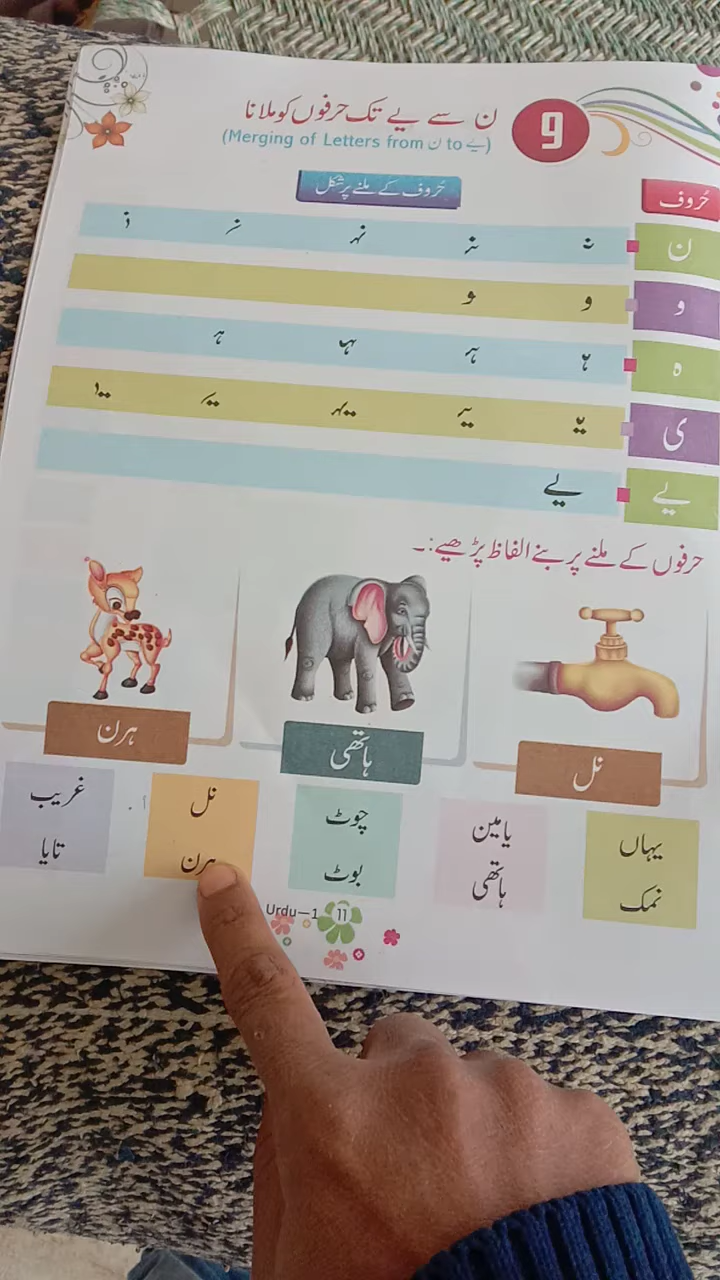 ن سے یے تک حرفوں کو ملانا
9
(Merging of Letters from ن to یے)
حُروف
حُروف کے ملنے پر شکل
ن
و
و و
ہ
ی
یے
یے
حرفوں کے ملنے پر بنے الفاظ پڑھیے:۔
نل
ہاتھی
ہرن
یہاں یامین چوٹ نل غریب
نمک ہاتھی بوٹ ہرن تایا
Urdu—1 11